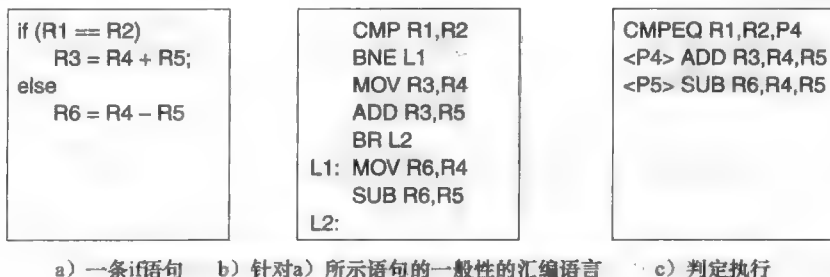 if (R1 == R2)
R3 = R4 + R5;
else
R6 = R4 – R5
CMP R1,R2
BNE L1
MOV R3,R4
ADD R3,R5
BR L2
L1: MOV R6,R4
SUB R6,R5
L2:
CMPEQ R1,R2,P4
<P4> ADD R3,R4,R5
<P5> SUB R6,R4,R5
a）一条if语句 b）针对a）所示语句的一般性的汇编语言 c）判定执行